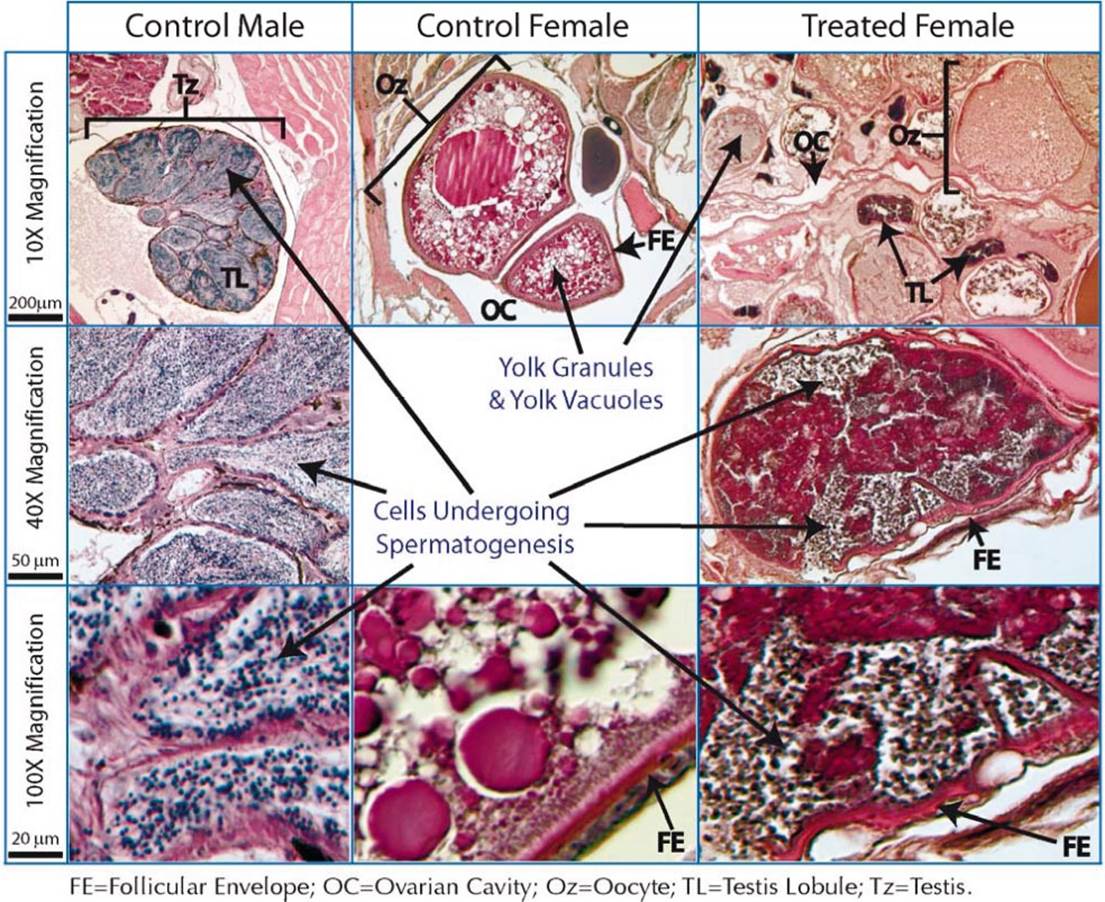 Control Male
Control Female
Treated Female
10X Magnification
200µm
Tz
TL
Oz
FE
OC
OC
Oz
TL
Yolk Granules
& Yolk Vacuoles
40X Magnification
50 µm
Cells Undergoing
Spermatogenesis
FE
100X Magnification
20 µm
FE
FE
FE=Follicular Envelope; OC=Ovarian Cavity; Oz=Oocyte; TL=Testis Lobule; Tz=Testis.